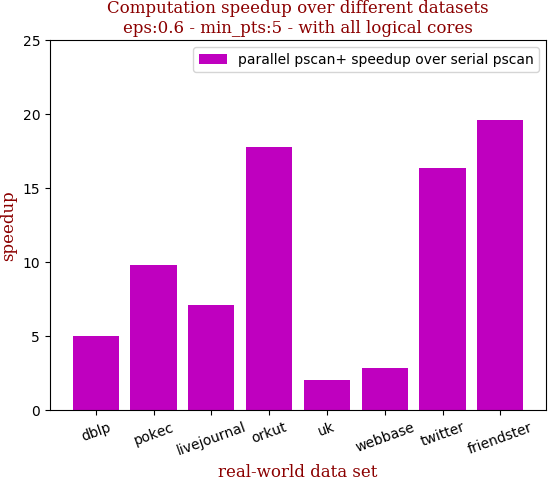 Computation speedup over different datasets
eps:0.6 - min_pts:5 - with all logical cores
parallel pscan+ speedup over serial pscan
25
20
15
10
5
0
speedup
dblp
pokec
livejournal
orkut
uk
webbase
twitter
friendster
real-world data set